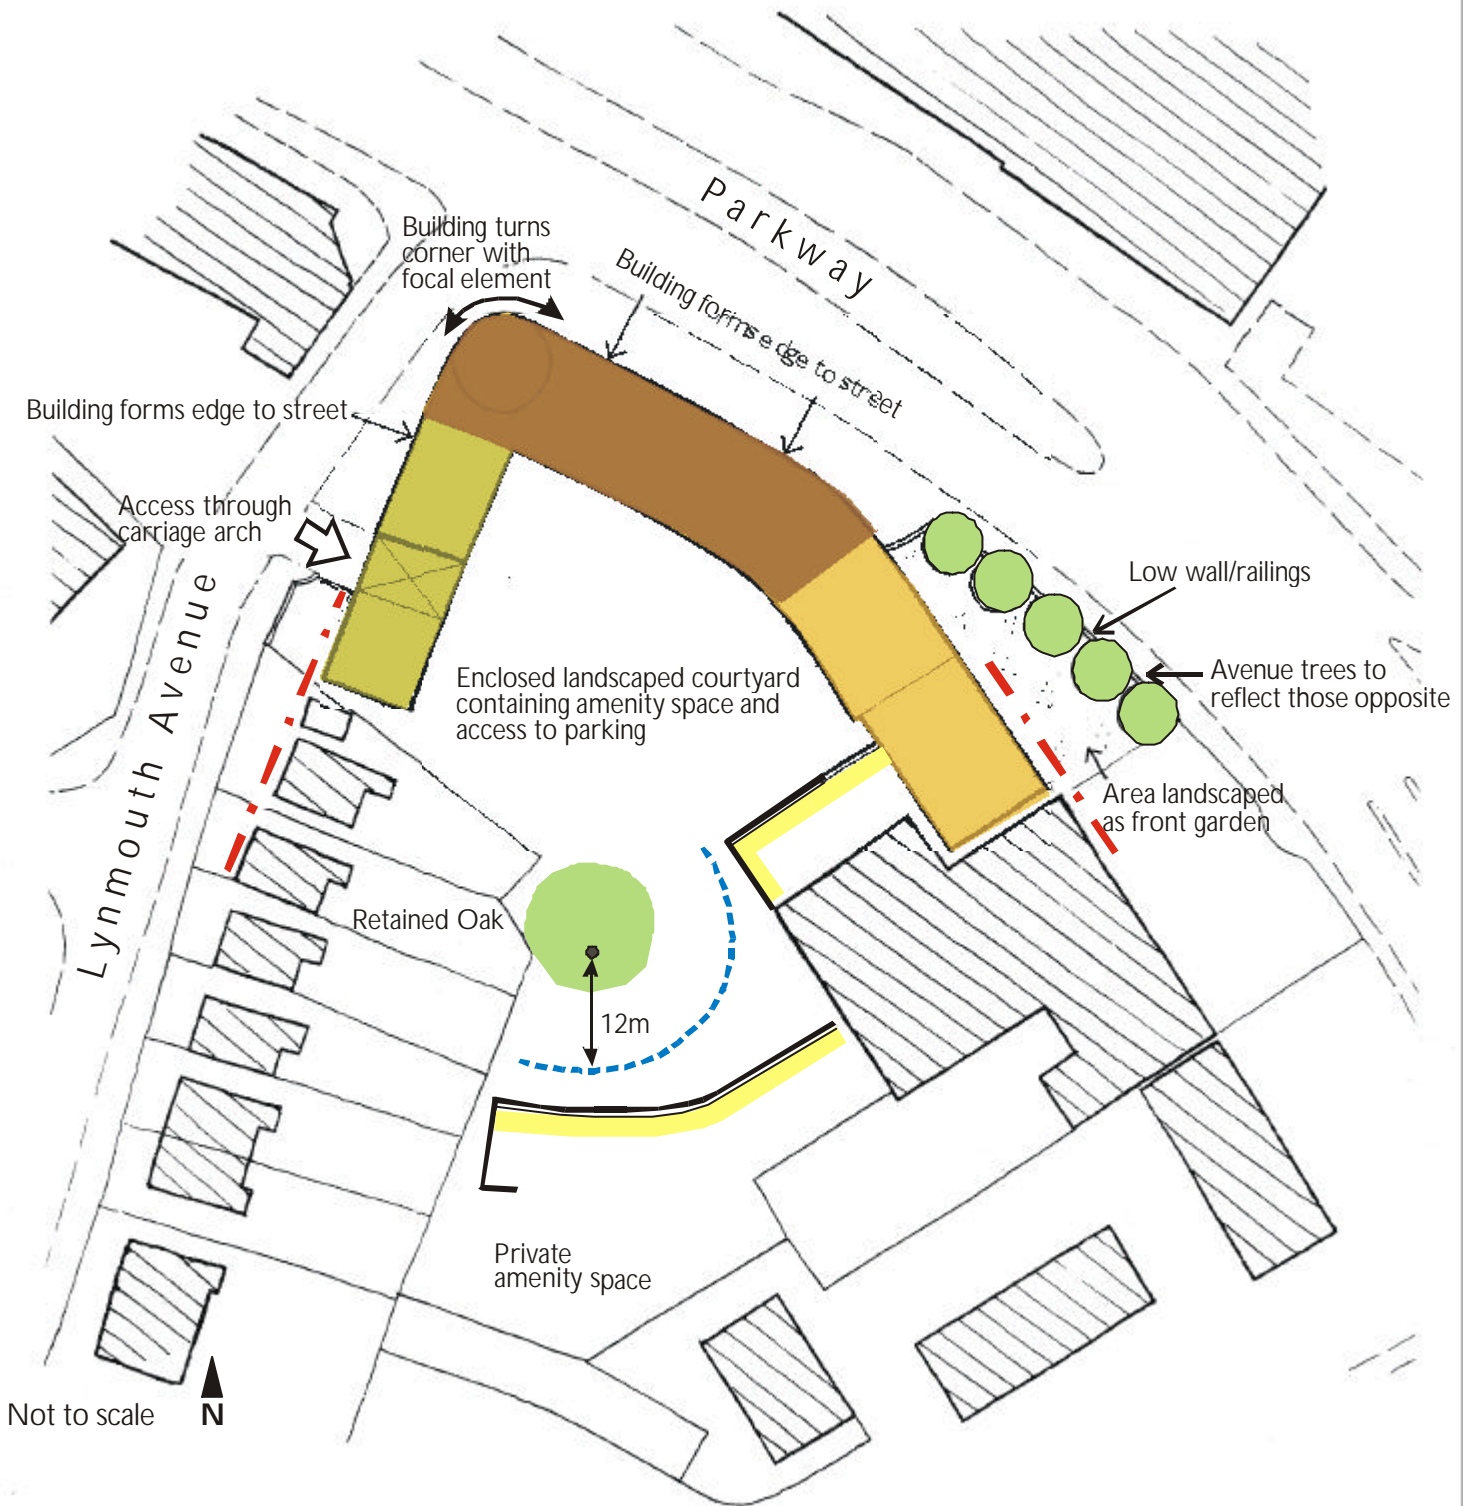 Parkway
Building turns
corner with
focal element
Building forms edge to street
Building forms edge to street
Access through
carriage arch
Low wall/railings
Lynmouth Avenue
Enclosed landscaped courtyard
containing amenity space and
access to parking
Avenue trees to
reflect those opposite
Area landscaped
as front garden
Retained Oak
12m
Private
amenity space
Not to scale
N